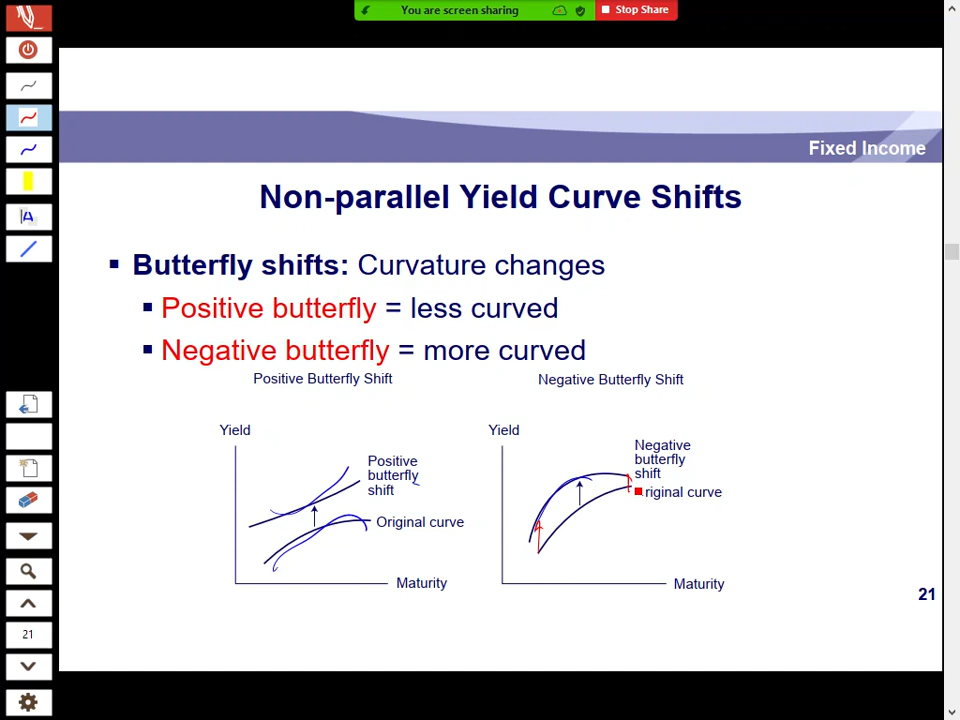 You are screen sharing
Stop Share
Fixed Income
Non-parallel Yield Curve Shifts
Butterfly shifts: Curvature changes
Positive butterfly = less curved
Negative butterfly = more curved
Positive Butterfly Shift
Yield
Positive
butterfly
shift
Original curve
Maturity
Negative Butterfly Shift
Yield
Negative
butterfly
shift
riginal curve
Maturity
21
A
21